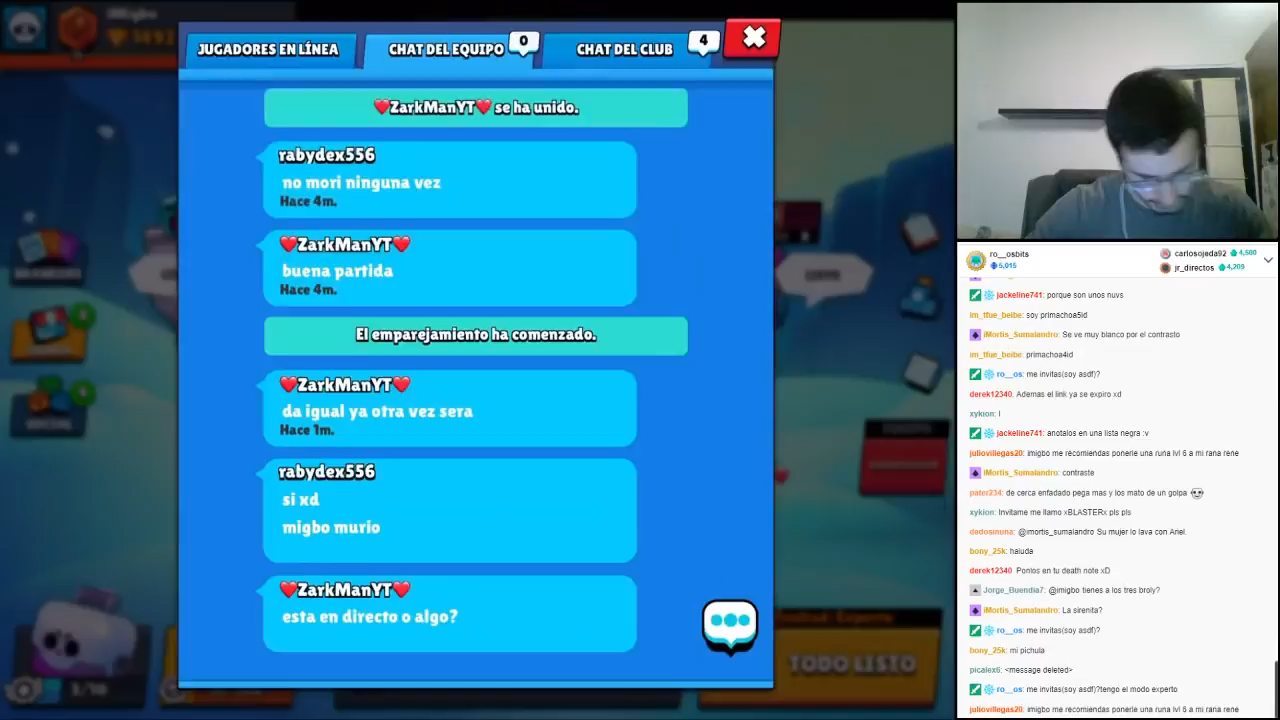 iMigbo
JUGADORES EN LÍNEA
CHAT DEL EQUIPO
0
CHAT DEL CLUB
4
❤️ZarkManYT❤️ se ha unido.
rabydex556
no mori ninguna vez
Hace 4m.
❤️ZarkManYT❤️
buena partida
Hace 4m.
El emparejamiento ha comenzado.
❤️ZarkManYT❤️
da igual ya otra vez sera
Hace 1m.
rabydex556
si xd
migbo murio
❤️ZarkManYT❤️
esta en directo o algo?
TODO LISTO
ro__osbits
5,015
carlosojeda92 4,500
jr_directos 4,209
jackeline741: porque son unos nuvs
im_tfue_beibe: soy primachoa5id
iMortis_Sumalandro: Se ve muy blanco por el contrasto
im_tfue_beibe: primachoa4id
ro__os: me invitas(soy asdf)?
derek12340: Ademas el link ya se expiro xd
xykion: I
jackeline741: anotalos en una lista negra :v
juliovillegas20: imigbo me recomiendas ponerle una runa lvl 6 a mi rana rene
iMortis_Sumalandro: contraste
pater234: de cerca enfadado pega mas y los mato de un golpa
xykion: Invitame me llamo xBLASTERx pls pls
dedosinuna: @imortis_sumalandro Su mujer lo lava con Ariel.
bony_25k: haiuda
derek12340: Ponlos en tu death note xD
Jorge_Buendia7: @imigbo tienes a los tres broly?
iMortis_Sumalandro: La sirenita?
ro__os: me invitas(soy asdf)?
bony_25k: mi pichula
picalex6: <message deleted>
ro__os: me invitas(soy asdf)?tengo el modo experto
juliovillegas20: imigbo me recomiendas ponerle una runa lvl 6 a mi rana rene